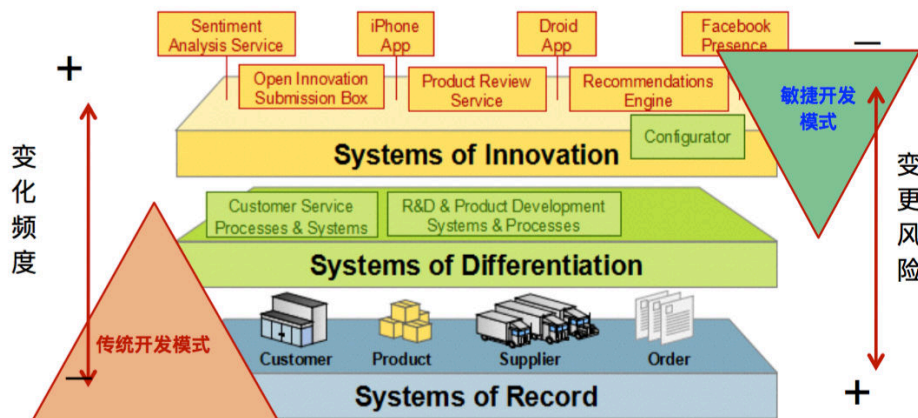 Sentiment
Analysis Service
iPhone
App
Droid
App
Facebook
Presence
Open Innovation
Submission Box
Product Review
Service
Recommendations
Engine
Configurator
Systems of Innovation
Customer Service
Processes & Systems
R&D & Product Development
Systems & Processes
Systems of Differentiation
Customer
Product
Supplier
Order
Systems of Record
+
变化频度
—
传统开发模式
—
敏捷开发
模式
变更风险
+